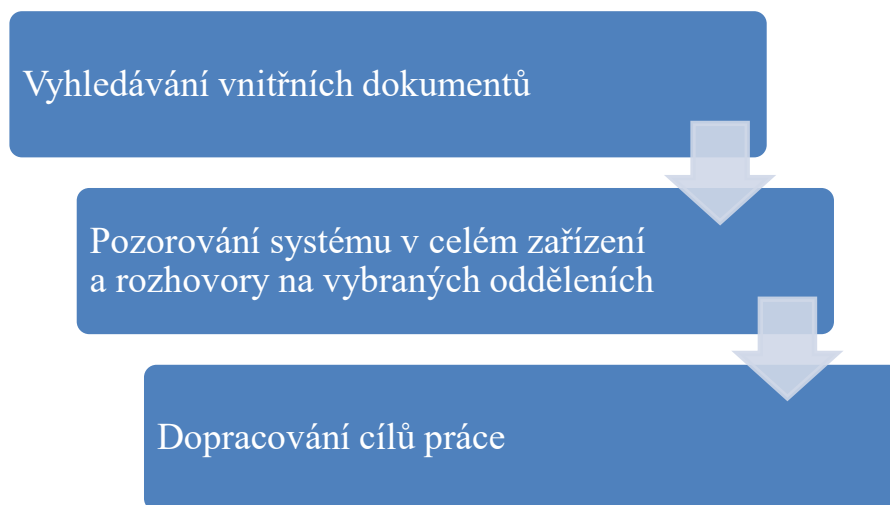 Vyhledávání vnitřních dokumentů
Pozorování systému v celém zařízení
a rozhovory na vybraných odděleních
Dopracování cílů práce